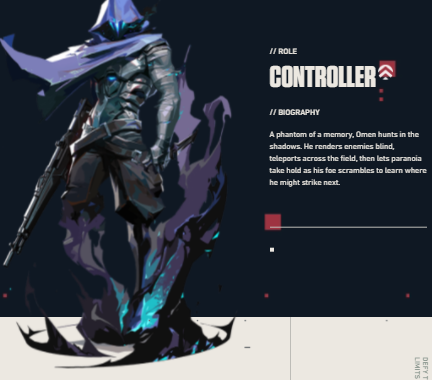 // ROLE
CONTROLLER
// BIOGRAPHY
A phantom of a memory, Omen hunts in the
shadows. He renders enemies blind,
teleports across the field, then lets paranoia
take hold as his foe scrambles to learn where
he might strike next.
DEFY T
LIMITS